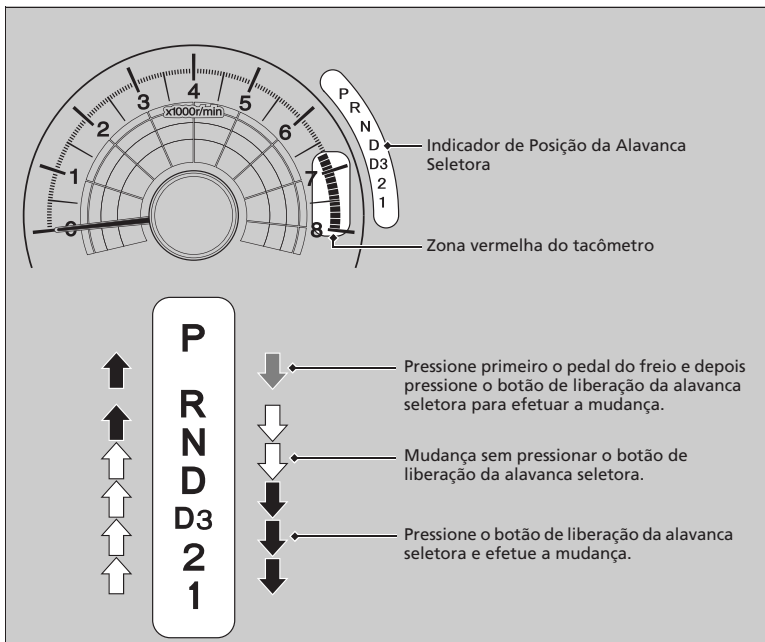 0
1
2
3
4
5
6
7
8
x1000r/min
P
R
N
D
D3
2
1
Indicador de Posição da Alavanca
Seletora
Zona vermelha do tacômetro
P
R
N
D
D3
2
1
Pressione primeiro o pedal do freio e depois
pressione o botão de liberação da alavanca
seletora para efetuar a mudança.
Mudança sem pressionar o botão de
liberação da alavanca seletora.
Pressione o botão de liberação da alavanca
seletora e efetue a mudança.